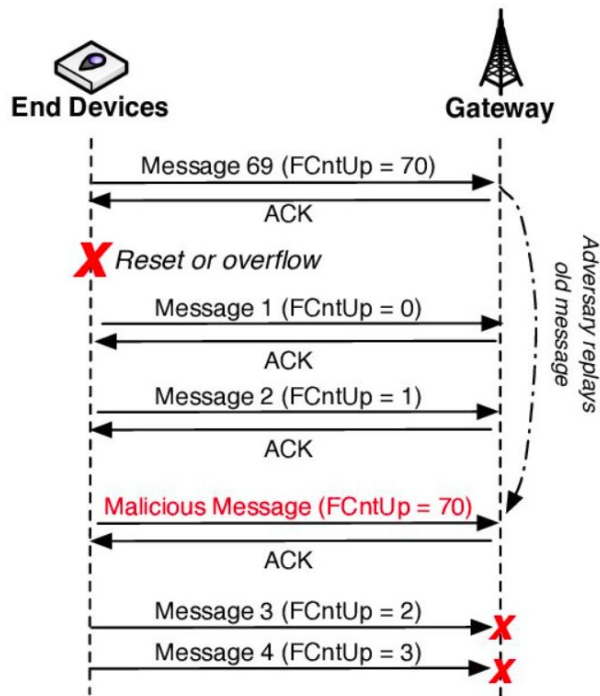 End Devices
Gateway
Message 69 (FCntUp = 70)
ACK
X Reset or overflow
Message 1 (FCntUp = 0)
ACK
Message 2 (FCntUp = 1)
ACK
Adversary replays
old message
Malicious Message (FCntUp = 70)
ACK
Message 3 (FCntUp = 2)
X
Message 4 (FCntUp = 3)
X